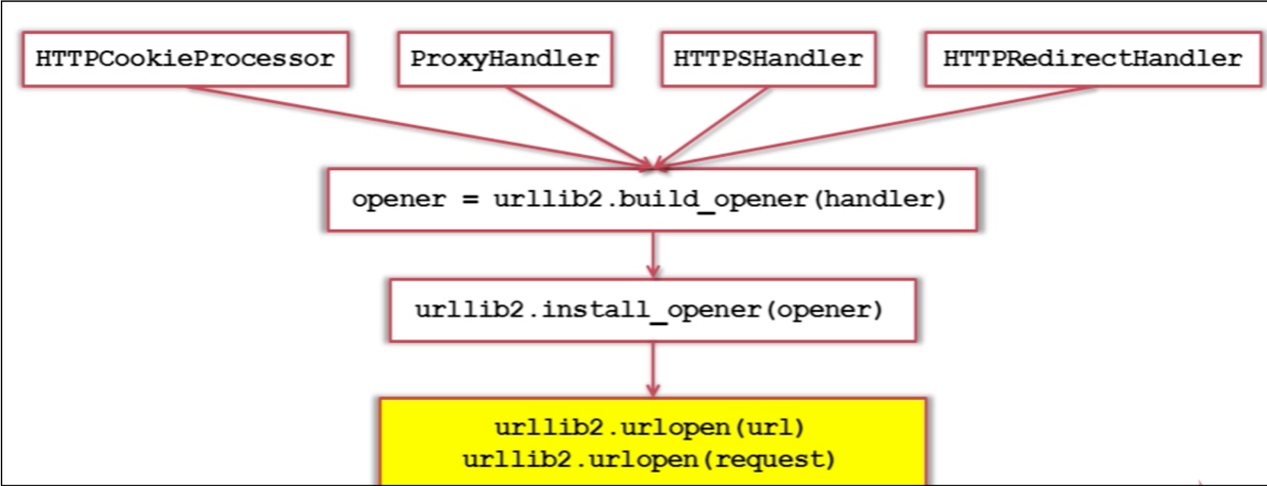 HTTPCookieProcessor
ProxyHandler
HTTPSHandler
HTTPRedirectHandler
opener = urllib2.build_opener(handler)
urllib2.install_opener(opener)
urllib2.urlopen(url)
urllib2.urlopen(request)